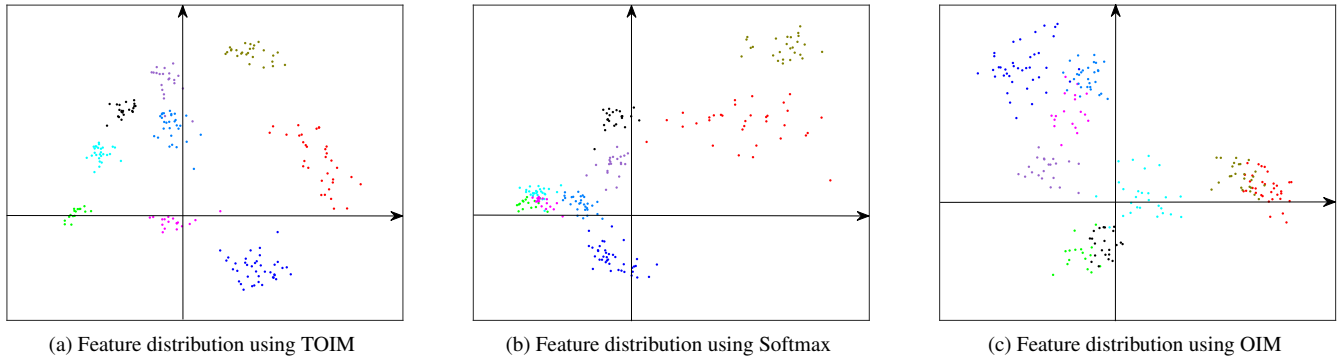 (a) Feature distribution using TOIM
(b) Feature distribution using Softmax
(c) Feature distribution using OIM